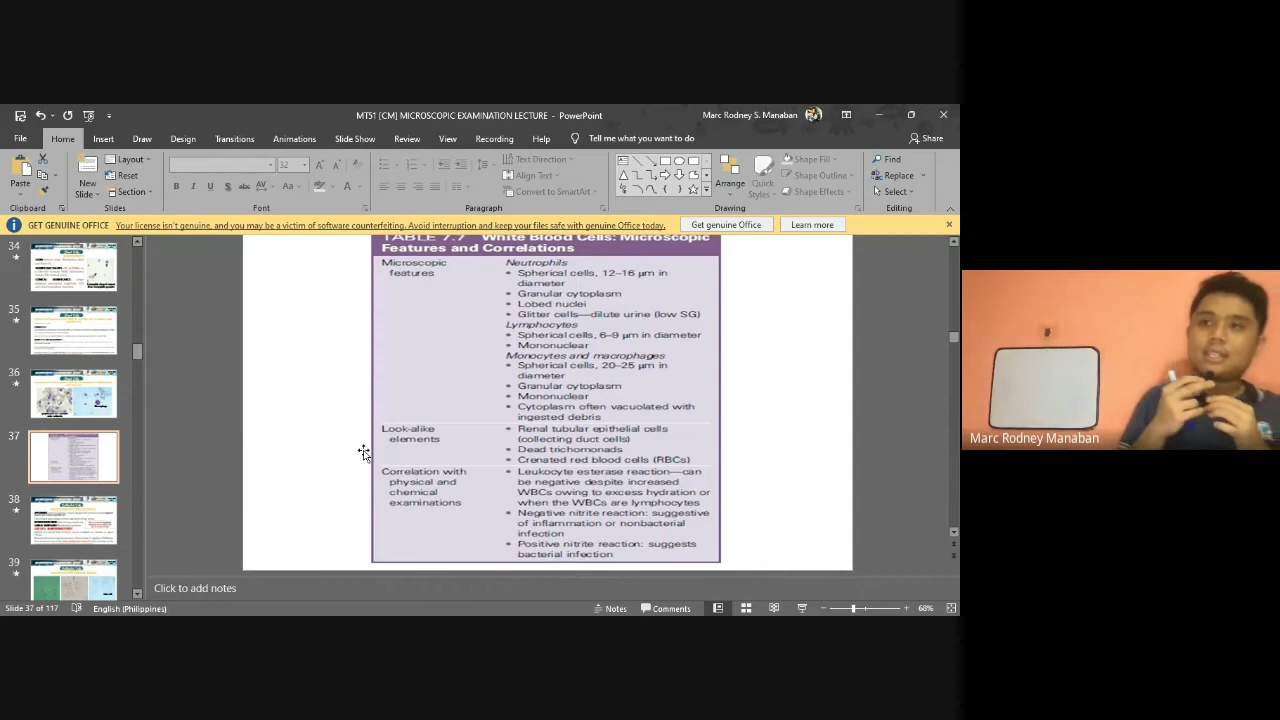 MT51 [CM] MICROSCOPIC EXAMINATION LECTURE - PowerPoint
Marc Rodney S. Manaban
File Home Insert Draw Design Transitions Animations Slide Show Review View Recording Help Tell me what you want to do
Share
Paste
New
Slide
Layout
Reset
Section
32
B I U S ab AV Aa A
Text Direction
Align Text
Convert to SmartArt
Arrange
Quick
Styles
Shape Fill
Shape Outline
Shape Effects
Find
Replace
Select
Clipboard Slides Font Paragraph Drawing Editing
GET GENUINE OFFICE Your license isn't genuine, and you may be a victim of software counterfeiting. Avoid interruption and keep your files safe with genuine Office today. Get genuine Office Learn more
34
35
36
37
38
39
TABLE 7.7 White Blood Cells: Microscopic
Features and Correlations
Microscopic
features
Neutrophils
• Spherical cells, 12–16 μm in
diameter
• Granular cytoplasm
• Lobed nuclei
• Glitter cells—dilute urine (low SG)
Lymphocytes
• Spherical cells, 6–9 μm in diameter
• Mononuclear
Monocytes and macrophages
• Spherical cells, 20–25 μm in
diameter
• Granular cytoplasm
• Mononuclear
• Cytoplasm often vacuolated with
ingested debris
Look-alike
elements
• Renal tubular epithelial cells
(collecting duct cells)
• Dead trichomonads
• Crenated red blood cells (RBCs)
Correlation with
physical and
chemical
examinations
• Leukocyte esterase reaction—can
be negative despite increased
WBCs owing to excess hydration or
when the WBCs are lymphocytes
• Negative nitrite reaction: suggestive
of inflammation or nonbacterial
infection
• Positive nitrite reaction: suggests
bacterial infection
Click to add notes
Slide 37 of 117 English (Philippines) Notes Comments 68%
Marc Rodney Manaban